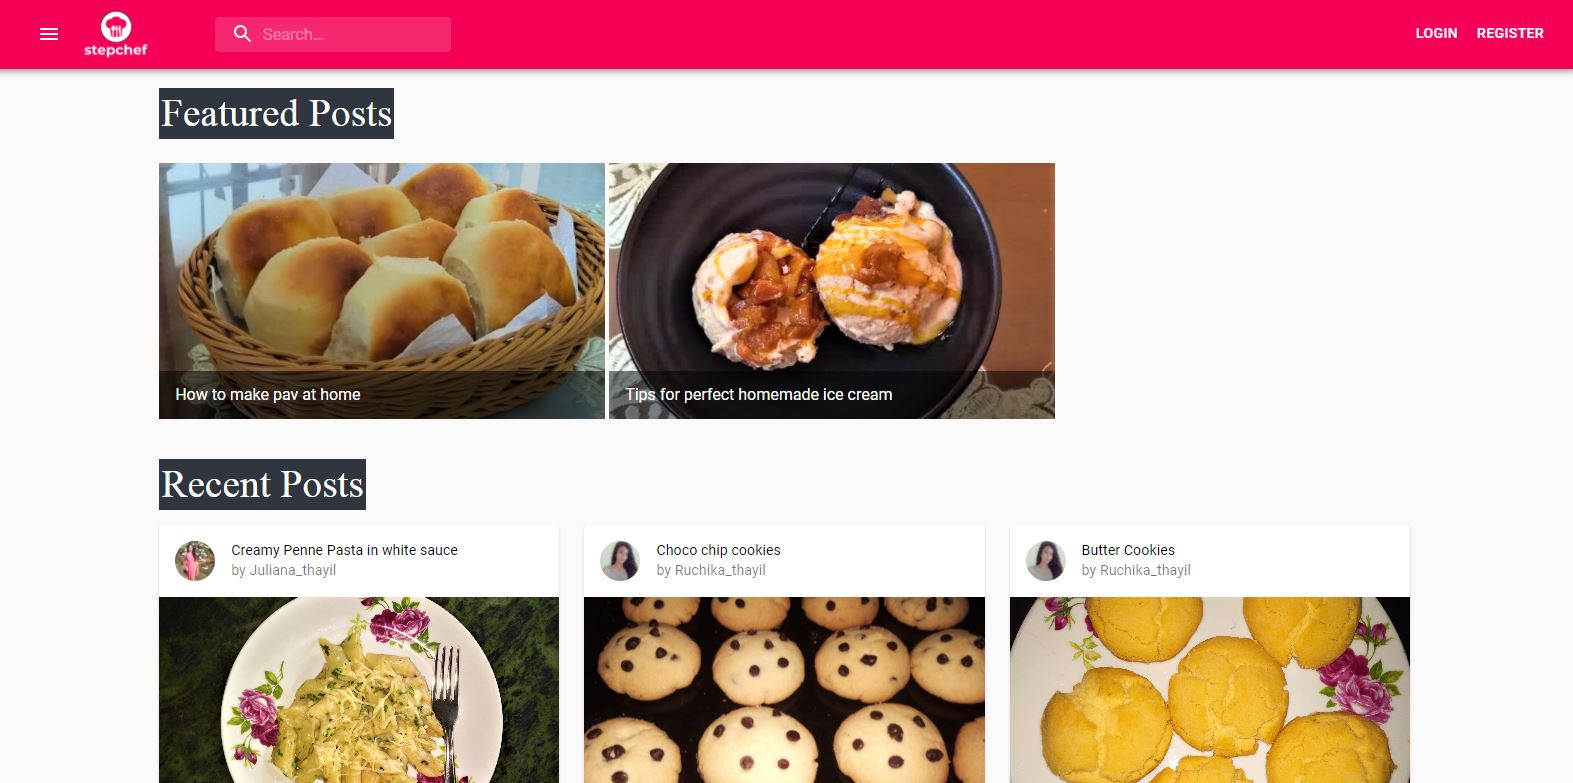 stepchef
Search...
LOGIN
REGISTER
Featured Posts
How to make pav at home
Tips for perfect homemade ice cream
Recent Posts
Creamy Penne Pasta in white sauce
by Juliana_thayil
Choco chip cookies
by Ruchika_thayil
Butter Cookies
by Ruchika_thayil